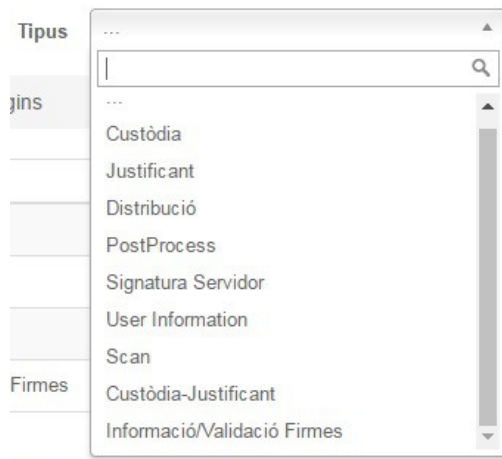 Tipus
...
gins
...
Custòdia
Justificant
Distribució
PostProcess
Signatura Servidor
User Information
Scan
Custòdia-Justificant
Firmes
Informació/Validació Firmes